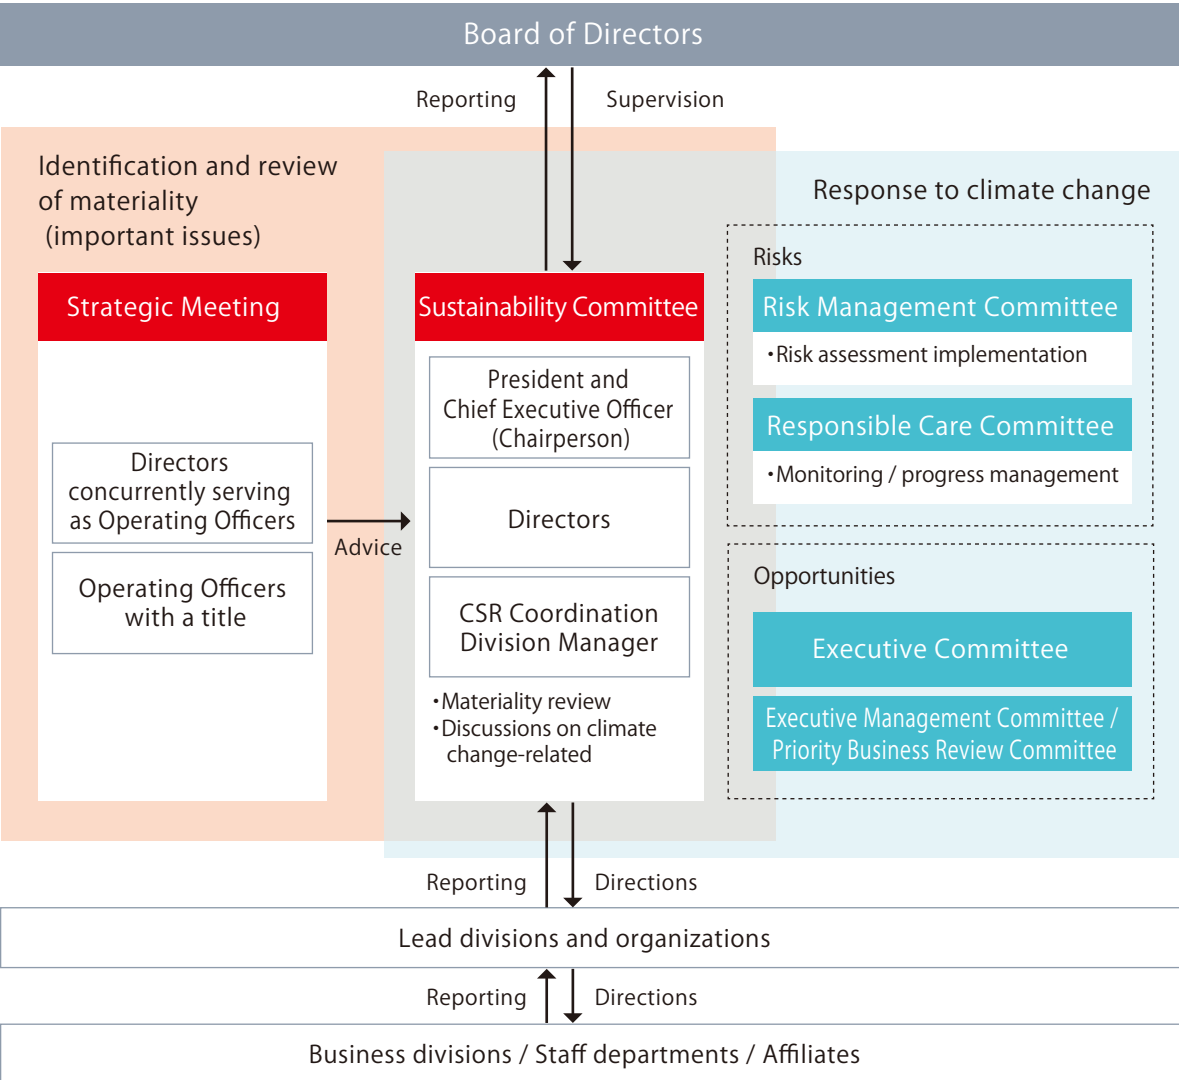 Board of Directors
Reporting
Supervision
Identification and review
of materiality
(important issues)
Response to climate change
Strategic Meeting
Directors
concurrently serving
as Operating Officers
Operating Officers
with a title
Advice
Sustainability Committee
President and
Chief Executive Officer
(Chairperson)
Directors
CSR Coordination
Division Manager
・Materiality review
・Discussions on climate
change-related
Risks
Risk Management Committee
・Risk assessment implementation
Responsible Care Committee
・Monitoring / progress management
Opportunities
Executive Committee
Executive Management Committee /
Priority Business Review Committee
Reporting
Directions
Lead divisions and organizations
Reporting
Directions
Business divisions / Staff departments / Affiliates